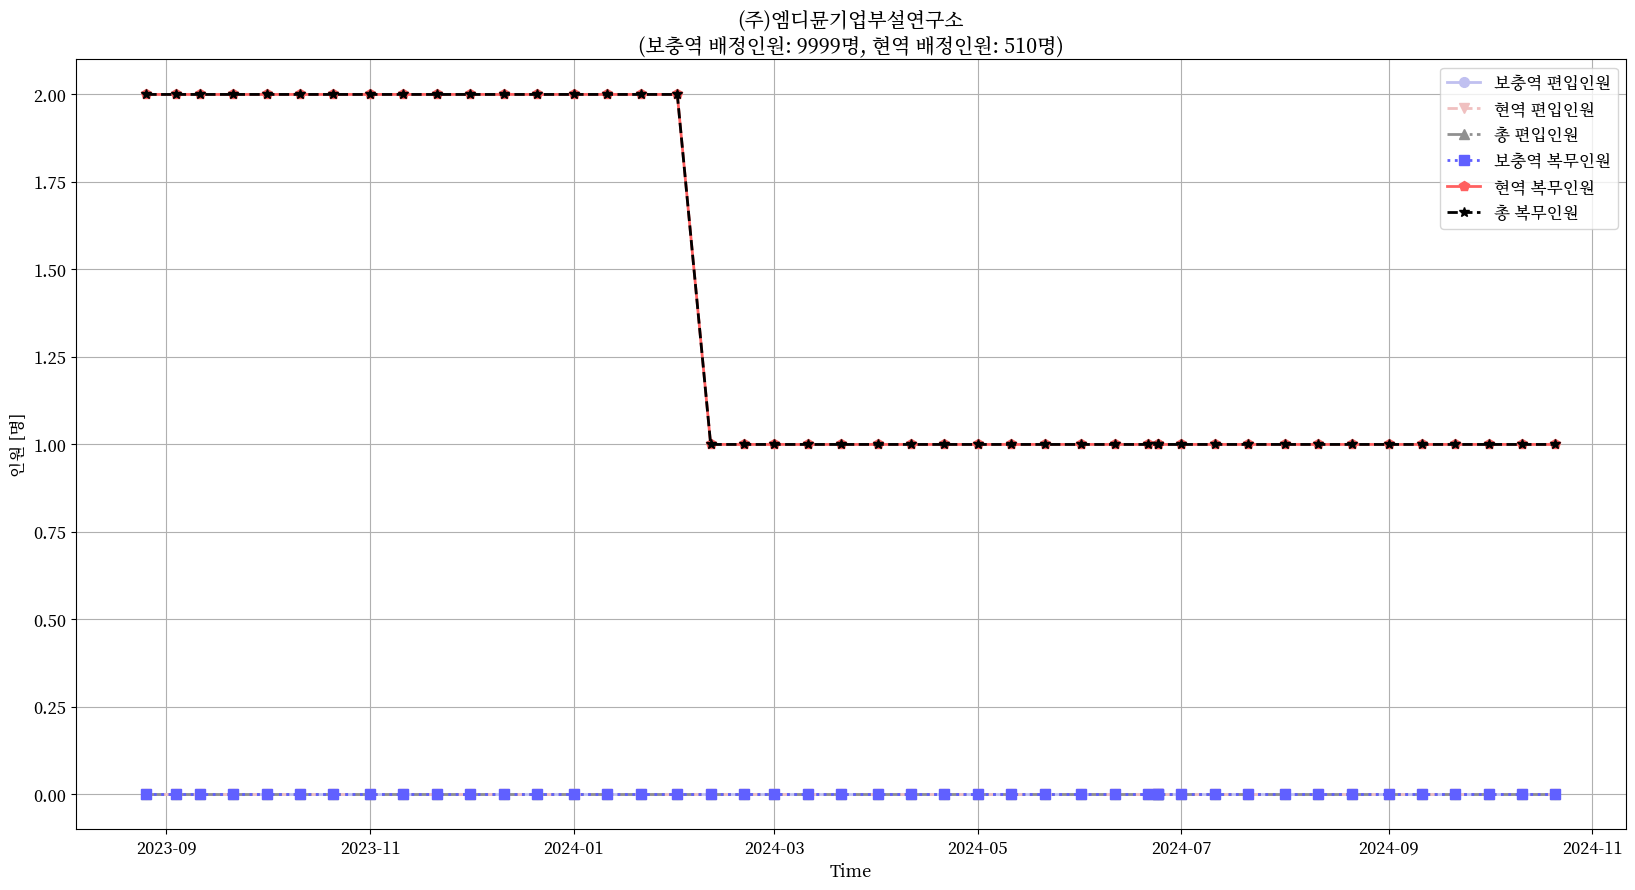 (주)엠디뮨기업부설연구소
(보충역 배정인원: 9999명, 현역 배정인원: 510명)
보충역 편입인원
현역 편입인원
총 편입인원
보충역 복무인원
현역 복무인원
총 복무인원
인원 [명]
2.00
1.75
1.50
1.25
1.00
0.75
0.50
0.25
0.00
2023-09
2023-11
2024-01
2024-03
2024-05
2024-07
2024-09
2024-11
Time